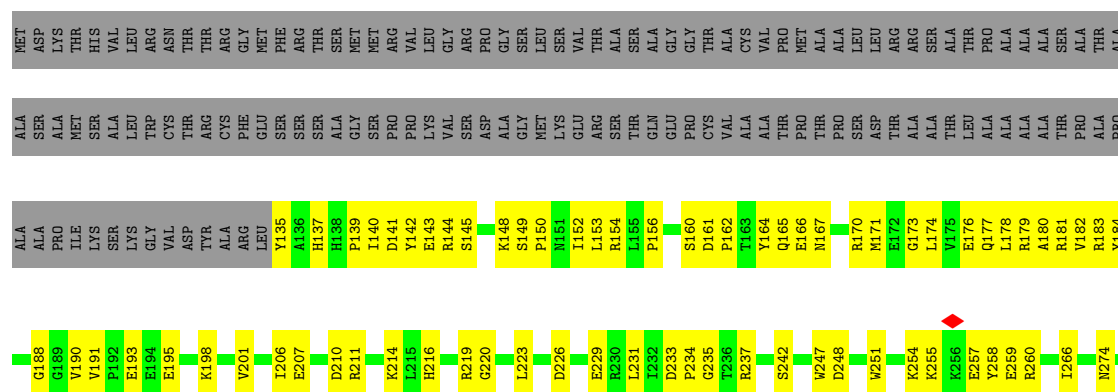 MET ASP LYS THR HIS VAL LEU ARG ASN THR THR ARG GLY MET PHE ARG THR SER MET MET ARG VAL LEU GLY ARG PRO GLY SER LEU SER VAL THR ALA SER ALA GLY GLY THR ALA CYS VAL PRO MET ALA ALA LEU LEU ARG ARG SER ALA THR PRO ALA ALA ALA SER ALA THR ALA
ALA SER ALA MET SER ALA LEU TRP CYS THR ARG CYS PHE GLU SER SER SER ALA GLY SER PRO PRO LYS VAL SER ASP ALA GLY MET LYS GLU ARG SER THR GLN GLU PRO CYS VAL ALA ALA THR PRO THR PRO SER ASP THR ALA ALA THR LEU ALA ALA ARG ALA THR PRO ALA PRO
ALA ALA PRO ILE LYS SER LYS GLY VAL ASP TYR ALA ARG LEU Y135 A136 H137 H138 P139 I140 D141 Y142 E143 R144 S145 K148 S149 P150 N151 I152 L153 R154 L155 P156 S160 D161 P162 T163 Y164 Q165 E166 N167 R170 M171 E172 G173 L174 V175 E176 Q177 L178 R179 A180 R181 V182 R183 Y184
G188 G189 V190 V191 P192 E193 E194 E195 K198 V201 I206 E207 D210 R211 K214 L215 H216 R219 G220 L223 D226 E229 R230 L231 I232 D233 P234 G235 T236 R237 S242 W247 D248 W251 K254 K255 K256 E257 Y258 E259 R260 I266 N274